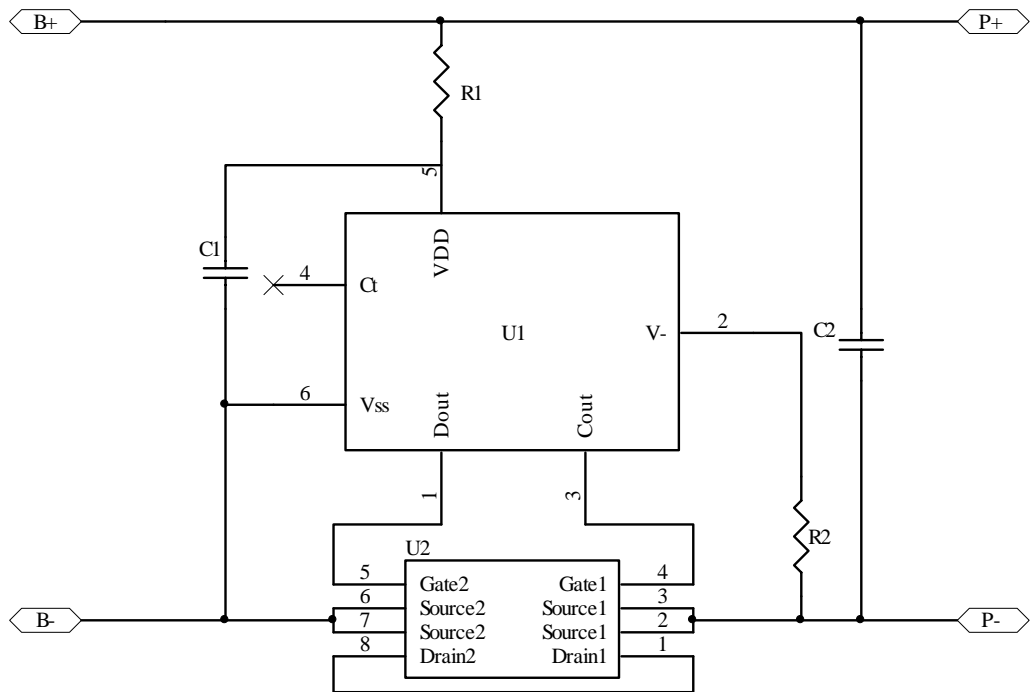 B+
P+
R1
5
VDD
C1
4
Ct
U1
V-
2
C2
6
Vss
Dout
Cout
1
3
R2
U2
5
Gate2
Gate1
4
6
Source2
Source1
3
B-
7
Source2
Source1
2
P-
8
Drain2
Drain1
1